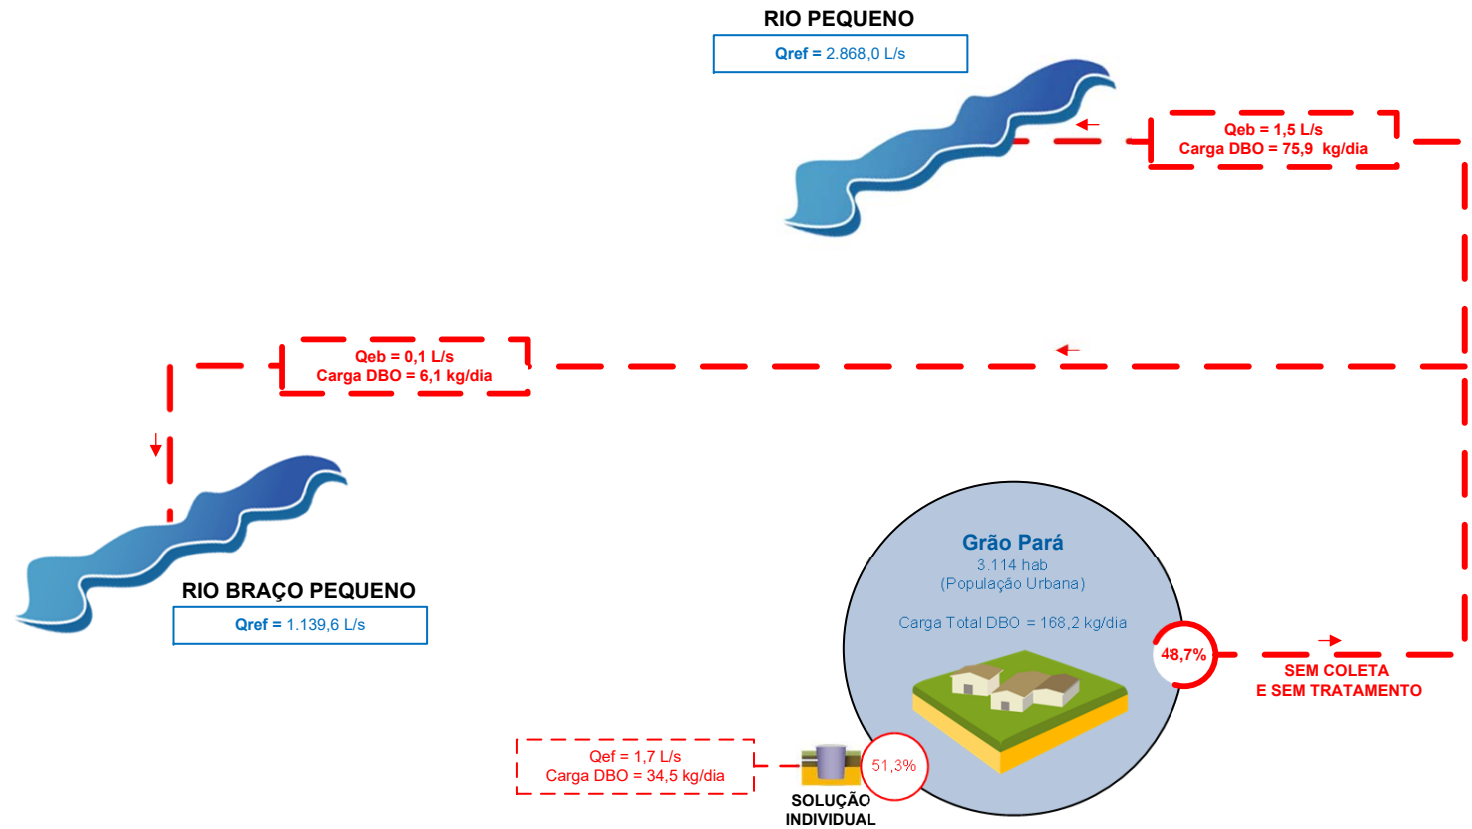 RIO PEQUENO
Qref = 2.868,0 L/s
Qeb = 1,5 L/s
Carga DBO = 75,9 kg/dia
Qeb = 0,1 L/s
Carga DBO = 6,1 kg/dia
RIO BRAÇO PEQUENO
Qref = 1.139,6 L/s
Grão Pará
3.114 hab
(População Urbana)
Carga Total DBO = 168,2 kg/dia
48,7%
SEM COLETA
E SEM TRATAMENTO
Qef = 1,7 L/s
Carga DBO = 34,5 kg/dia
51,3%
SOLUÇÃO
INDIVIDUAL